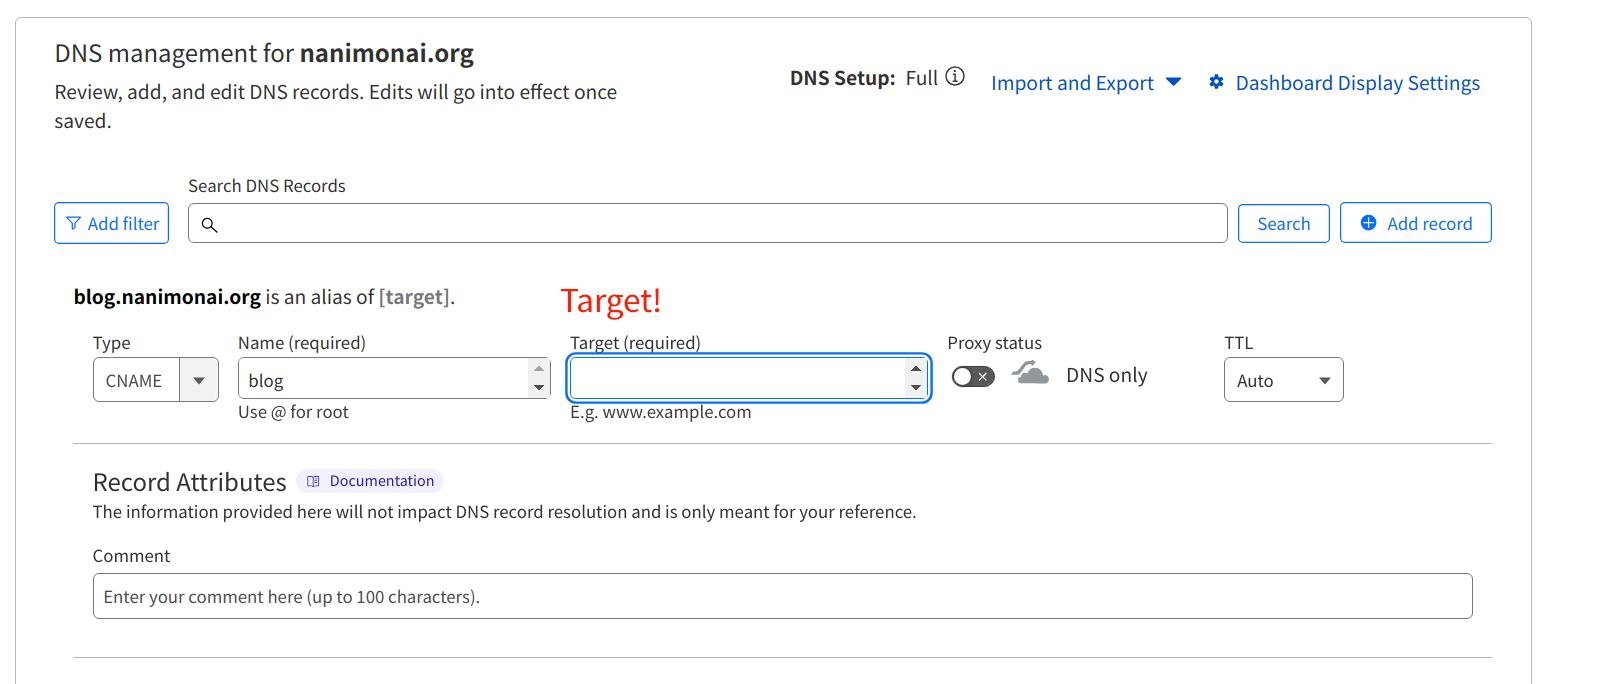 DNS management for nanimonai.org
Review, add, and edit DNS records. Edits will go into effect once
saved.
DNS Setup: Full
Import and Export
Dashboard Display Settings
Search DNS Records
Add filter
Search
Add record
blog.nanimonai.org is an alias of [target].
Target!
Type
Name (required)
Target (required)
Proxy status
TTL
CNAME
blog
DNS only
Auto
Use @ for root
E.g. www.example.com
Record Attributes
Documentation
The information provided here will not impact DNS record resolution and is only meant for your reference.
Comment
Enter your comment here (up to 100 characters).